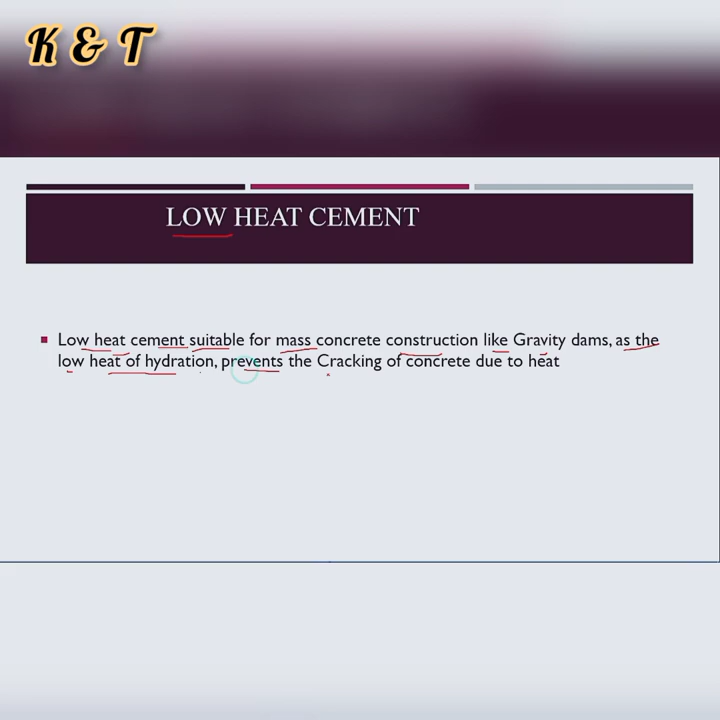 K & T
LOW HEAT CEMENT
Low heat cement suitable for mass concrete construction like Gravity dams, as the
low heat of hydration, prevents the Cracking of concrete due to heat